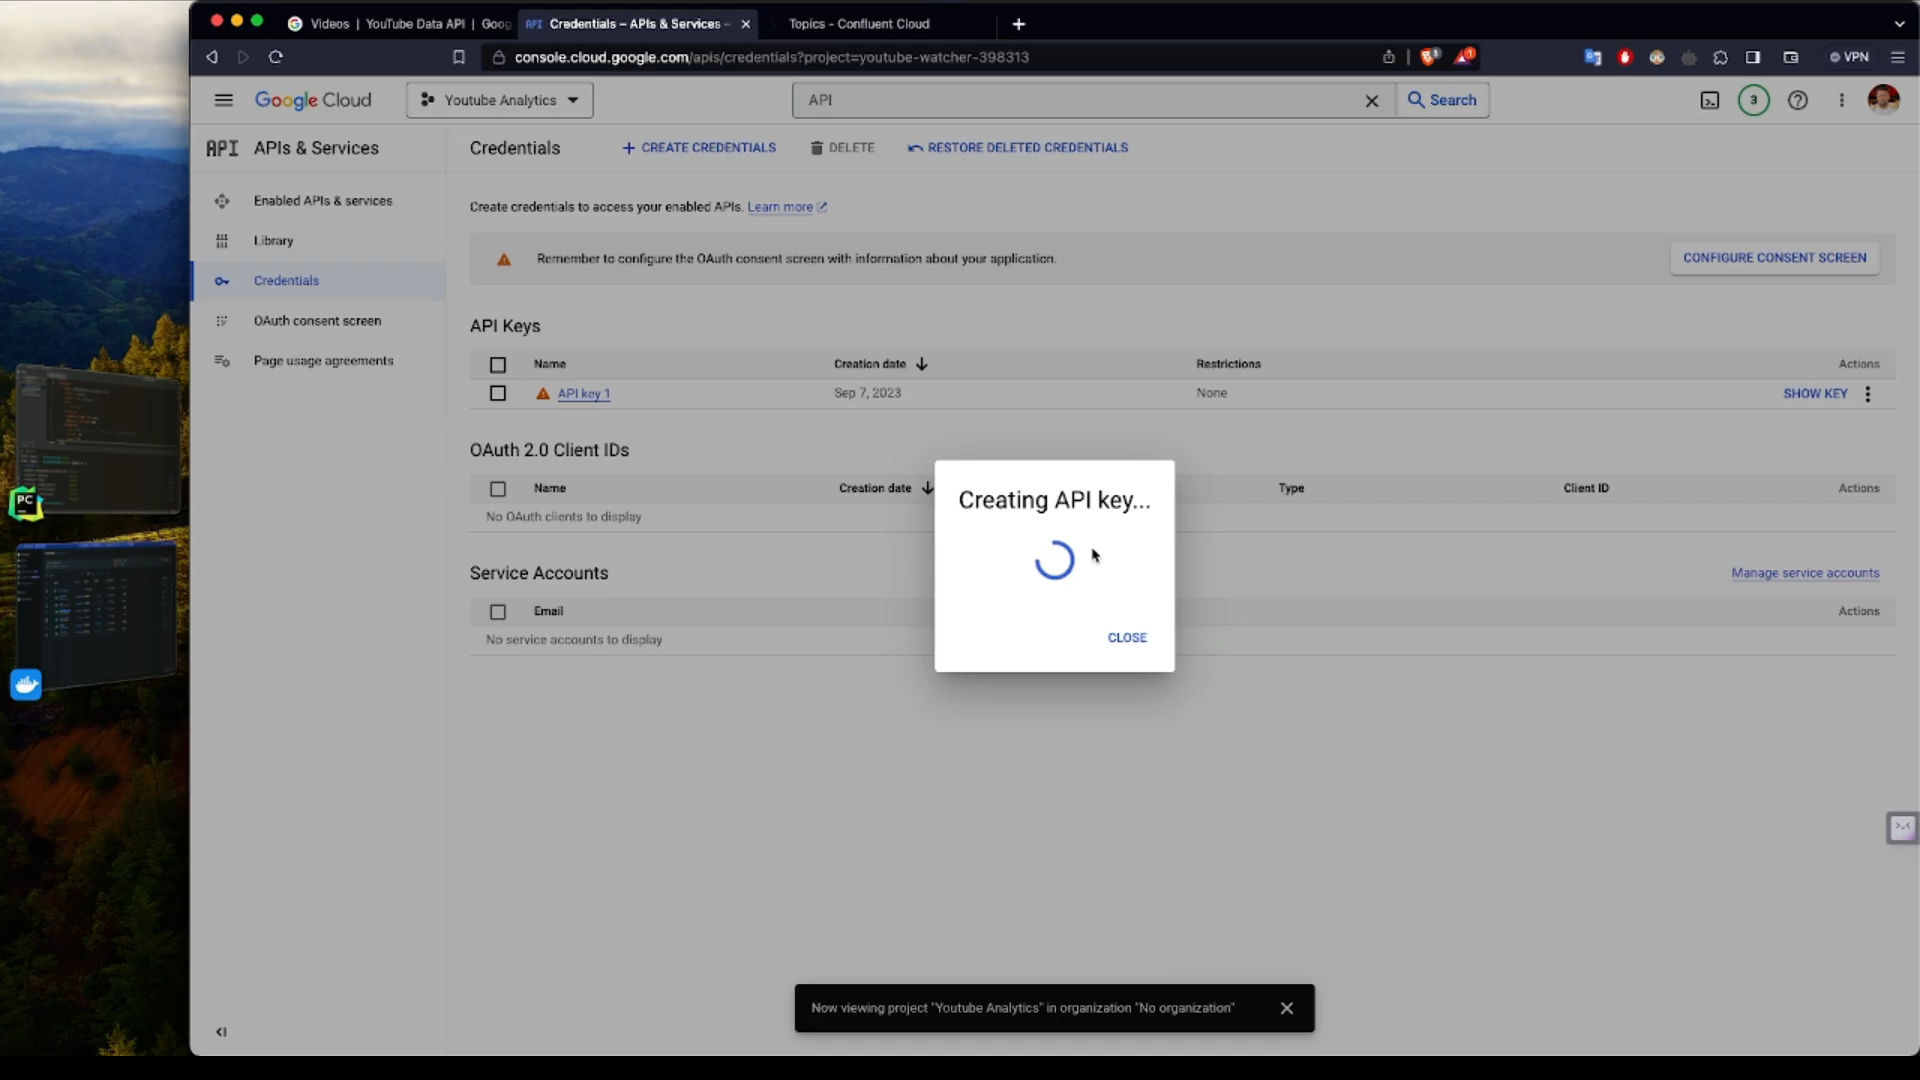 Videos | YouTube Data API | Goog
API Credentials – APIs & Services –
Topics - Confluent Cloud
console.cloud.google.com/apis/credentials?project=youtube-watcher-398313
VPN
Google Cloud
Youtube Analytics
API
Search
3
API APIs & Services
Credentials
CREATE CREDENTIALS
DELETE
RESTORE DELETED CREDENTIALS
Enabled APIs & services
Library
Credentials
OAuth consent screen
Page usage agreements
Create credentials to access your enabled APIs. Learn more
Remember to configure the OAuth consent screen with information about your application.
CONFIGURE CONSENT SCREEN
API Keys
Name Creation date Restrictions Actions
API key 1 Sep 7, 2023 None SHOW KEY
OAuth 2.0 Client IDs
Name Creation date Type Client ID Actions
No OAuth clients to display
Service Accounts
Manage service accounts
Email Actions
No service accounts to display
Creating API key...
CLOSE
PC
Now viewing project "Youtube Analytics" in organization "No organization"